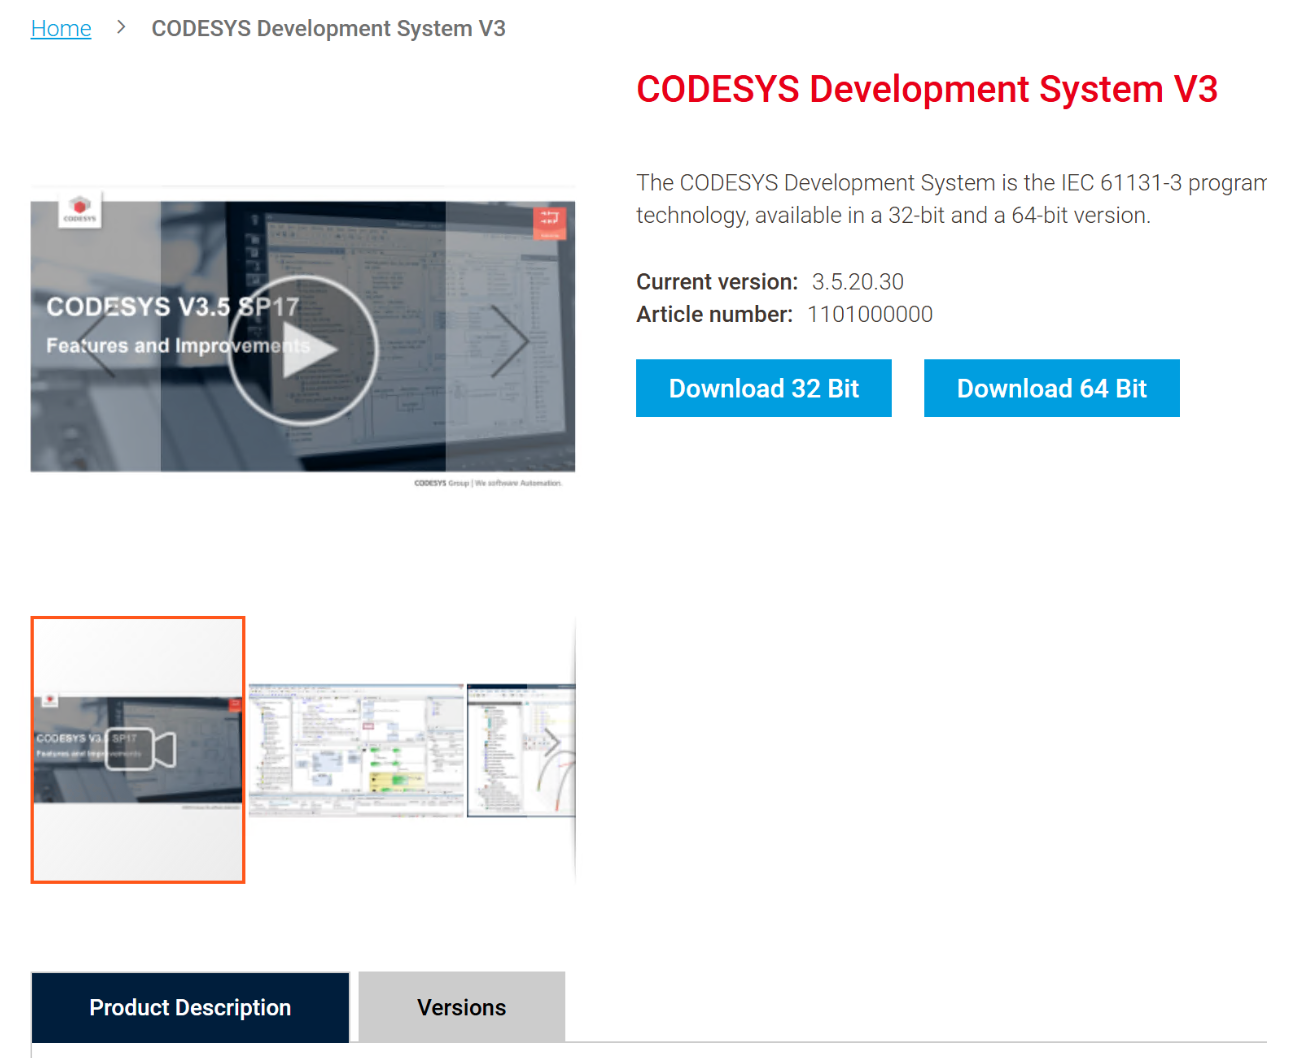 Home > CODESYS Development System V3
CODESYS Development System V3
The CODESYS Development System is the IEC 61131-3 program
technology, available in a 32-bit and a 64-bit version.
Current version: 3.5.20.30
Article number: 1101000000
Download 32 Bit
Download 64 Bit
CODESYS
CODESYS V3.5 SP17
Features and Improvements
CODESYS Group | We software Automation.
CODESYS V3.5 SP17
Features and Improvements
Product Description
Versions